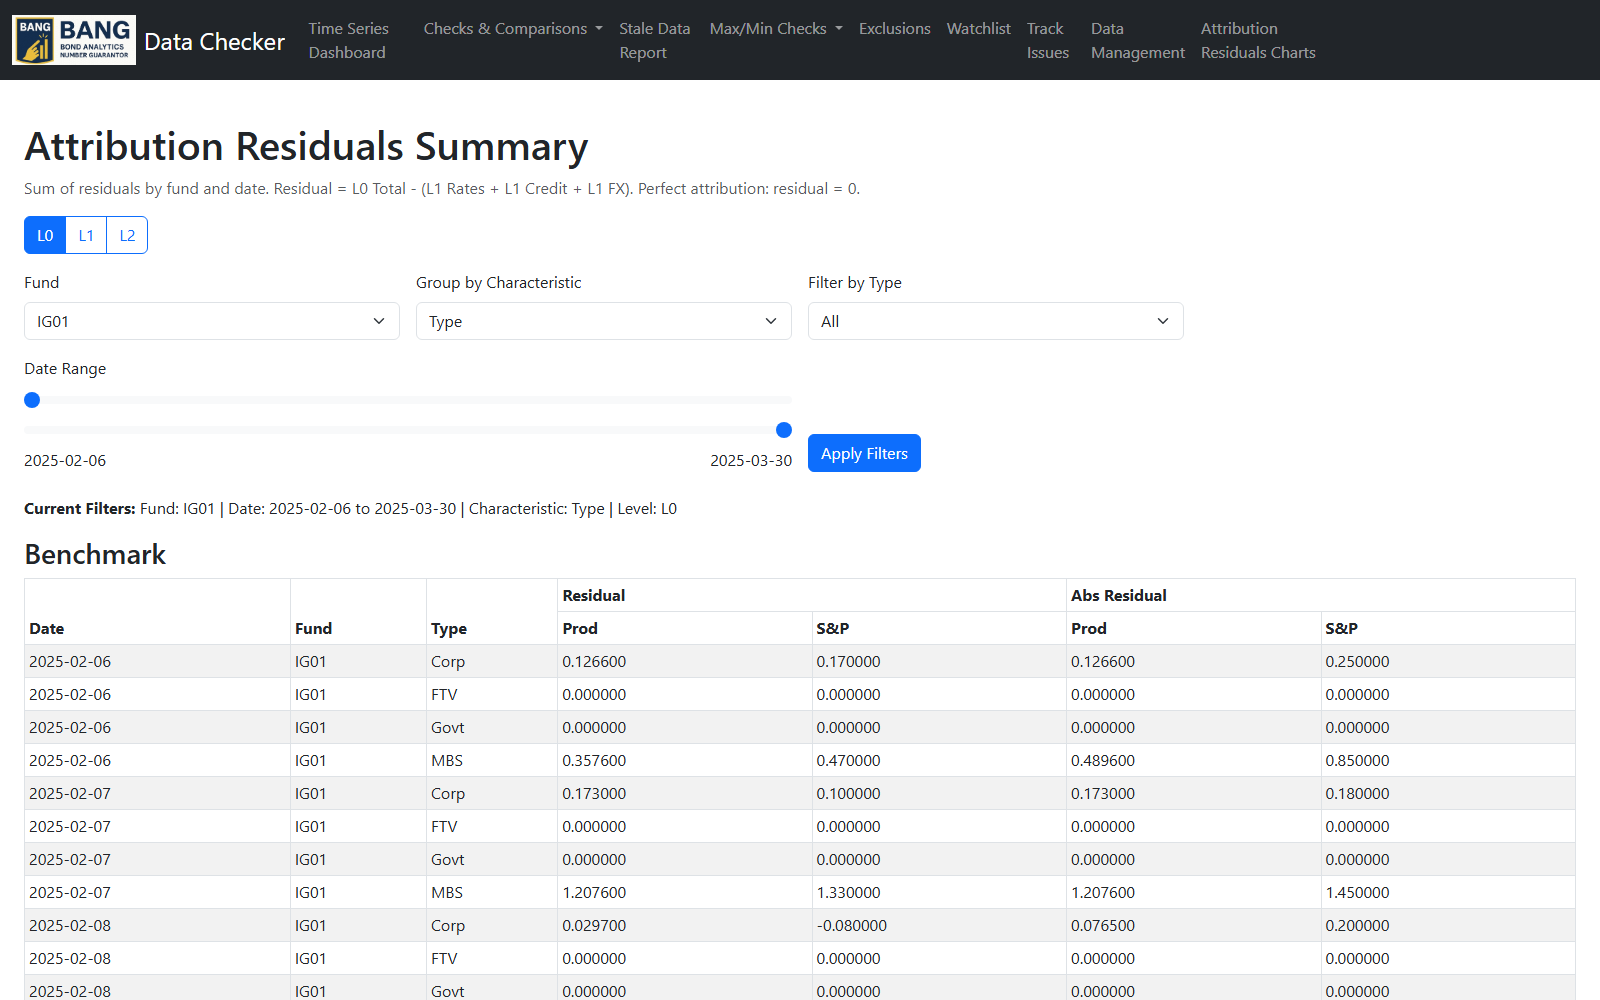 BANG
BANG
BOND ANALYTICS
NUMBER GUARANTOR
Data Checker
Time Series Dashboard
Checks & Comparisons
Stale Data Report
Max/Min Checks
Exclusions
Watchlist
Track Issues
Data Management
Attribution Residuals Charts
Attribution Residuals Summary
Sum of residuals by fund and date. Residual = L0 Total - (L1 Rates + L1 Credit + L1 FX). Perfect attribution: residual = 0.
L0 L1 L2
Fund Group by Characteristic Filter by Type
IG01 Type All
Date Range
2025-02-06 2025-03-30 Apply Filters
Current Filters: Fund: IG01 | Date: 2025-02-06 to 2025-03-30 | Characteristic: Type | Level: L0
Benchmark
Residual Abs Residual
Date Fund Type Prod S&P Prod S&P
2025-02-06 IG01 Corp 0.126600 0.170000 0.126600 0.250000
2025-02-06 IG01 FTV 0.000000 0.000000 0.000000 0.000000
2025-02-06 IG01 Govt 0.000000 0.000000 0.000000 0.000000
2025-02-06 IG01 MBS 0.357600 0.470000 0.489600 0.850000
2025-02-07 IG01 Corp 0.173000 0.100000 0.173000 0.180000
2025-02-07 IG01 FTV 0.000000 0.000000 0.000000 0.000000
2025-02-07 IG01 Govt 0.000000 0.000000 0.000000 0.000000
2025-02-07 IG01 MBS 1.207600 1.330000 1.207600 1.450000
2025-02-08 IG01 Corp 0.029700 -0.080000 0.076500 0.200000
2025-02-08 IG01 FTV 0.000000 0.000000 0.000000 0.000000
2025-02-08 IG01 Govt 0.000000 0.000000 0.000000 0.000000